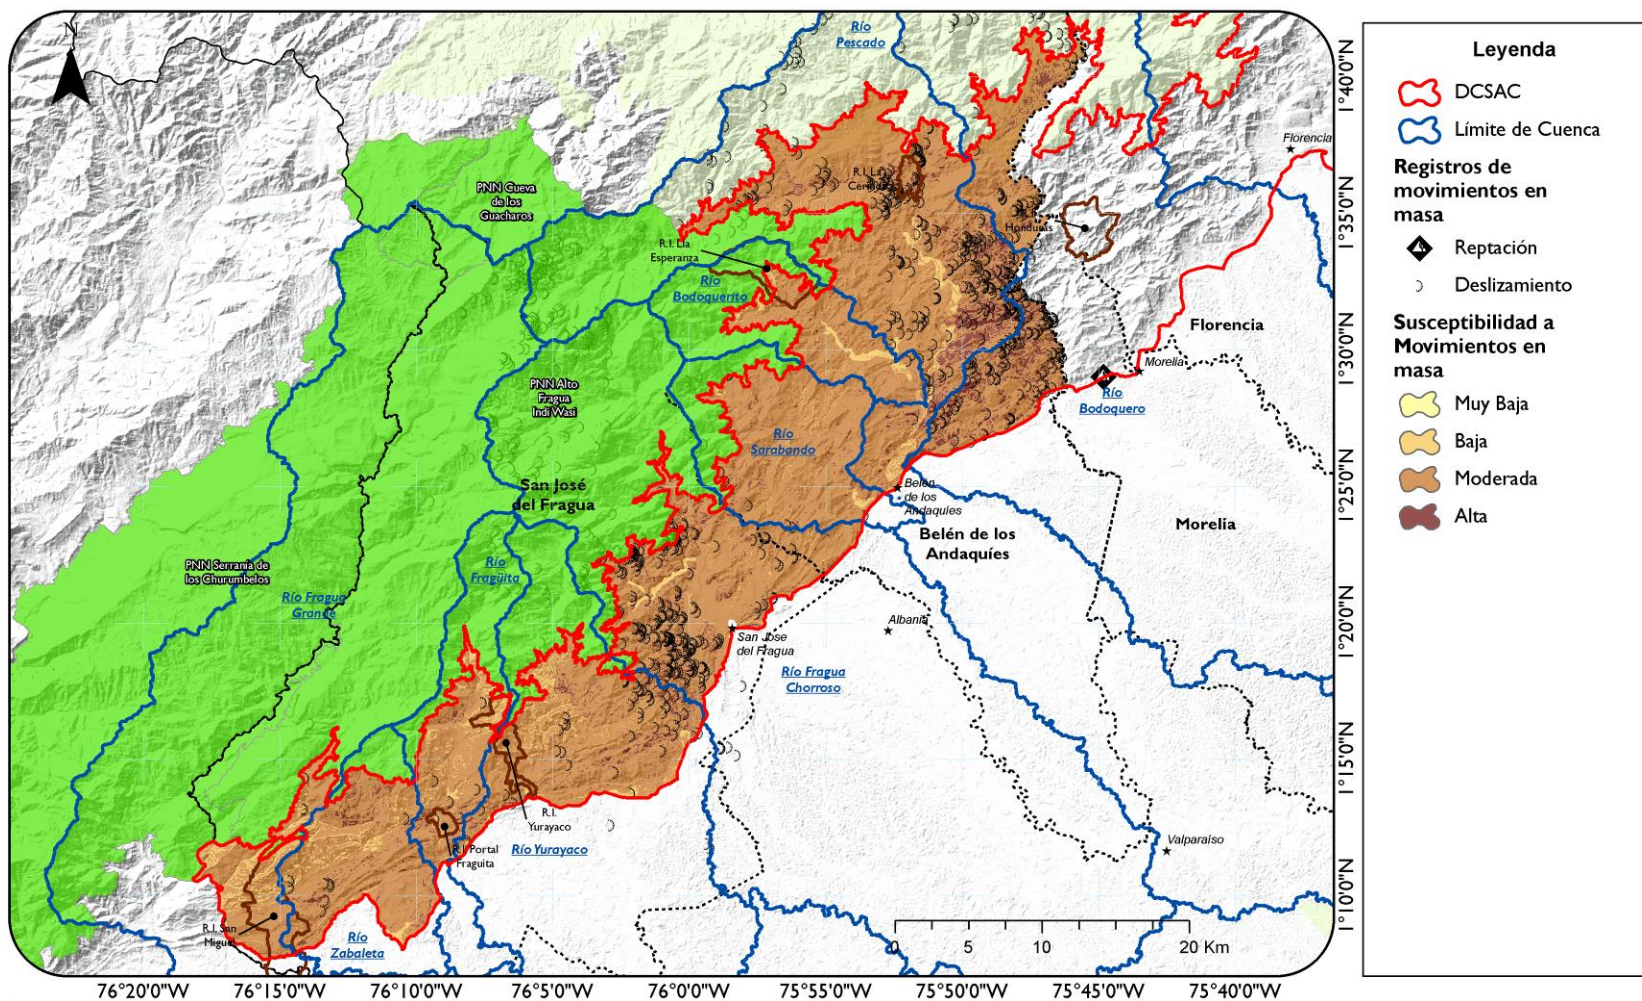 N
Río
Pescado
Florencia
PNN Cueva
de los
Guacharos
R.I. La
Honduras
R.I. Lla
Esperanza
Río
Bodoquerito
Florencia
Morelia
Río
Bodoquero
PNN Alto
Fragua
Indi Wasi
Río
Sarabando
San José
del Fragua
Belén
de los
Andaquies
Belén de los
Andaquíes
Morelia
PNN Serranía de
los Churumbelos
Río Fragua
Grande
Río
Fragüita
San Jose
del Fragua
Albania
Río Fragua
Chorroso
R.I.
Yurayaco
R.I. Portal
Fraguita
Río Yurayaco
Valparaíso
R.I. San
Miguel
Río
Zabaleta
0 5 10 20 Km
76°20'0"W 76°15'0"W 76°10'0"W 76°5'0"W 76°0'0"W 75°55'0"W 75°50'0"W 75°45'0"W 75°40'0"W
1°40'0"N
1°35'0"N
1°30'0"N
1°25'0"N
1°20'0"N
1°15'0"N
1°10'0"N
Leyenda
DCSAC
Límite de Cuenca
Registros de
movimientos en
masa
Reptación
Deslizamiento
Susceptibilidad a
Movimientos en
masa
Muy Baja
Baja
Moderada
Alta